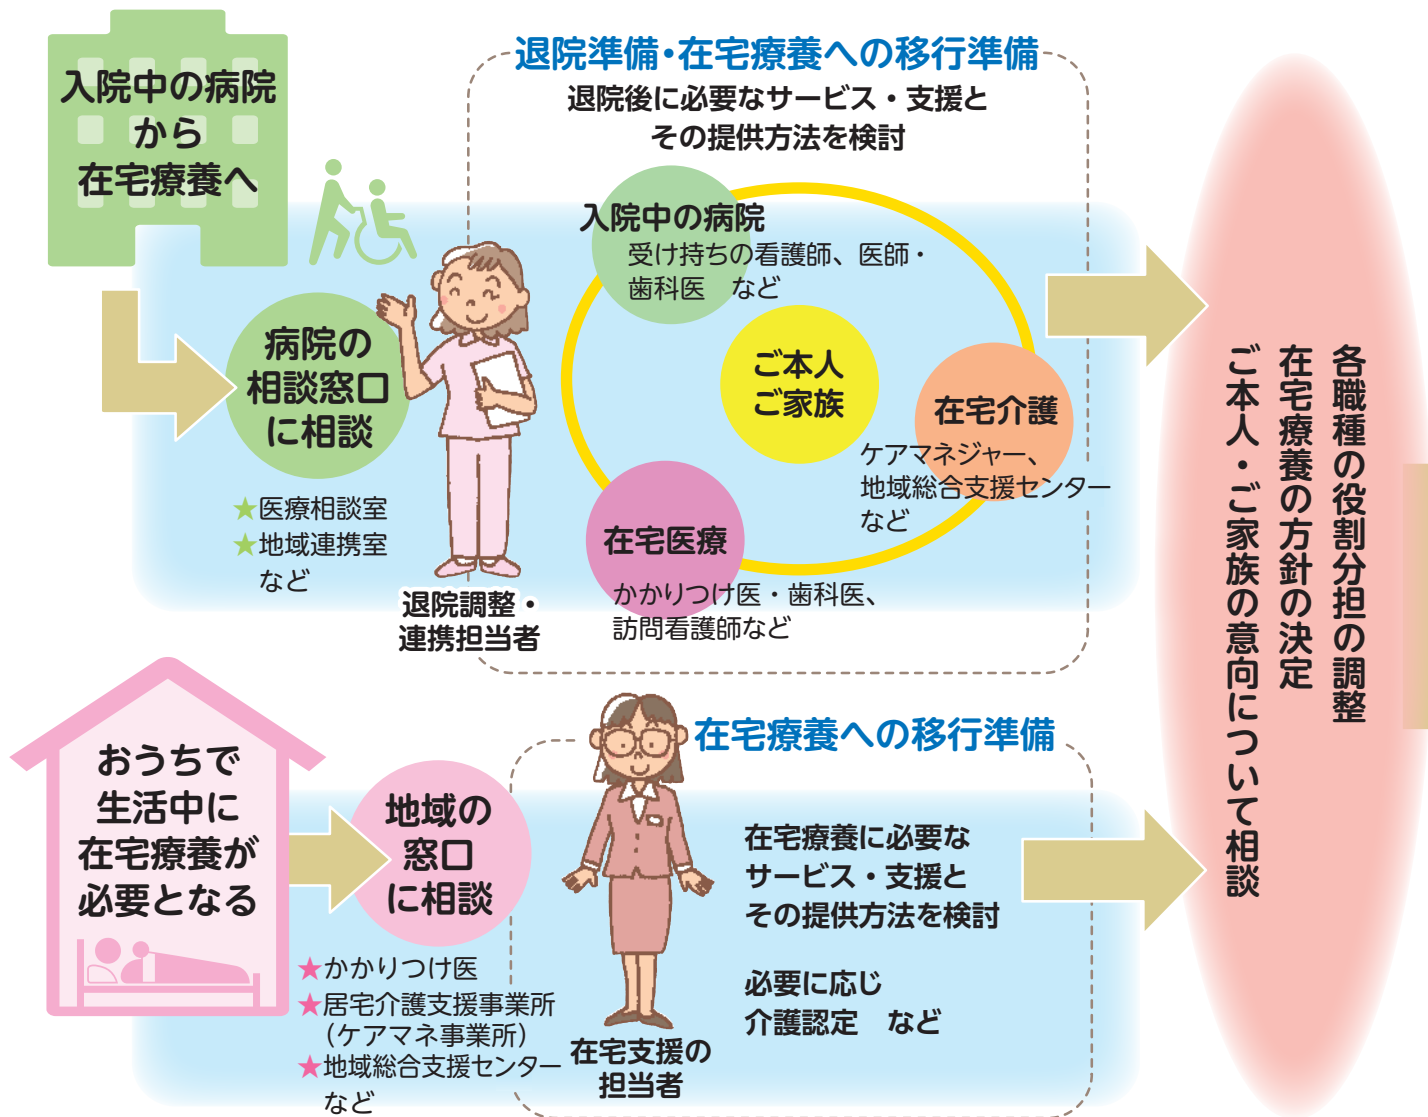 入院中の病院
から
在宅療養へ
病院の
相談窓口
に相談
★医療相談室
★地域連携室
など
退院調整・
連携担当者
退院準備・在宅療養への移行準備
退院後に必要なサービス・支援と
その提供方法を検討
入院中の病院
受け持ちの看護師、医師・
歯科医　など
ご本人
ご家族
在宅介護
ケアマネジャー、
地域総合支援センター
など
在宅医療
かかりつけ医・歯科医、
訪問看護師など
おうちで
生活中に
在宅療養が
必要となる
地域の
窓口
に相談
★かかりつけ医
★居宅介護支援事業所
（ケアマネ事業所）
★地域総合支援センター
など
在宅支援の
担当者
在宅療養への移行準備
在宅療養に必要な
サービス・支援と
その提供方法を検討
必要に応じ
介護認定　など
各職種の役割分担の調整
在宅療養の方針の決定
ご本人・ご家族の意向について相談